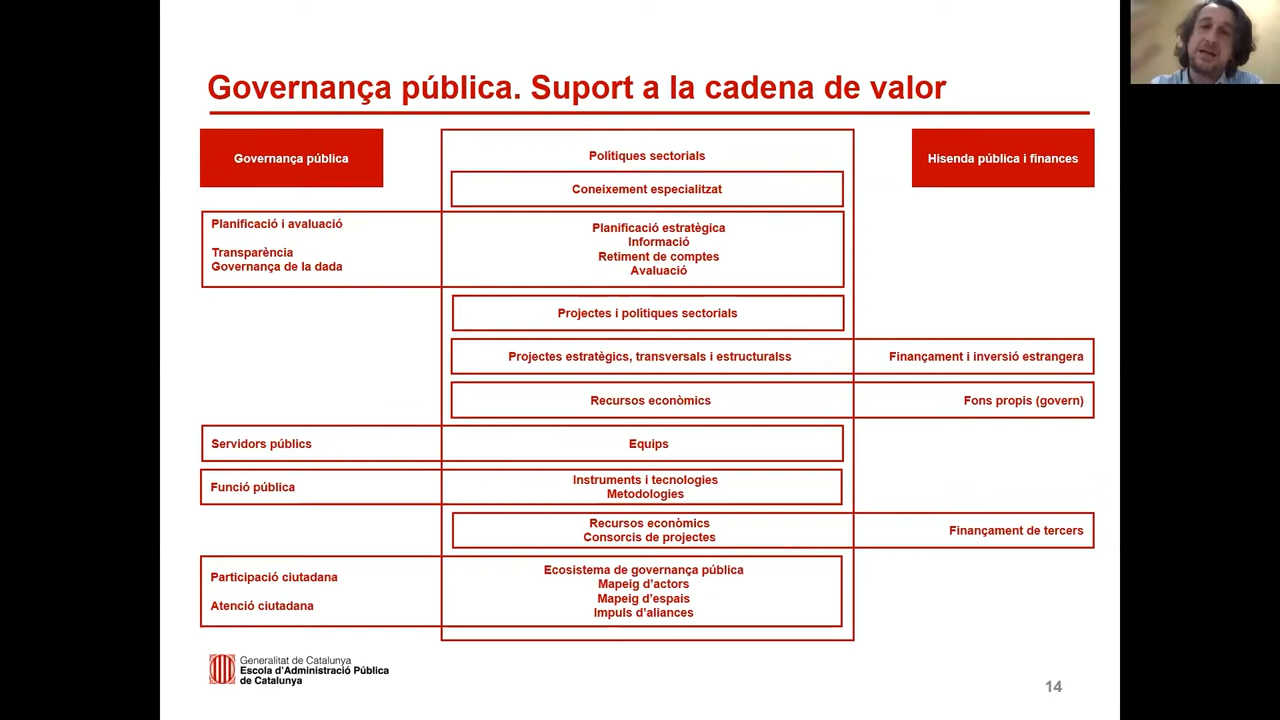 Governança pública. Suport a la cadena de valor
Governança pública
Polítiques sectorials
Hisenda pública i finances
Coneixement especialitzat
Planificació i avaluació
Transparència
Governança de la dada
Planificació estratègica
Informació
Retiment de comptes
Avaluació
Projectes i polítiques sectorials
Projectes estratègics, transversals i estructuralss
Finançament i inversió estrangera
Recursos econòmics
Fons propis (govern)
Servidors públics
Equips
Funció pública
Instruments i tecnologies
Metodologies
Recursos econòmics
Consorcis de projectes
Finançament de tercers
Participació ciutadana
Atenció ciutadana
Ecosistema de governança pública
Mapeig d’actors
Mapeig d’espais
Impuls d’aliances
Generalitat de Catalunya
Escola d’Administració Pública
de Catalunya
14